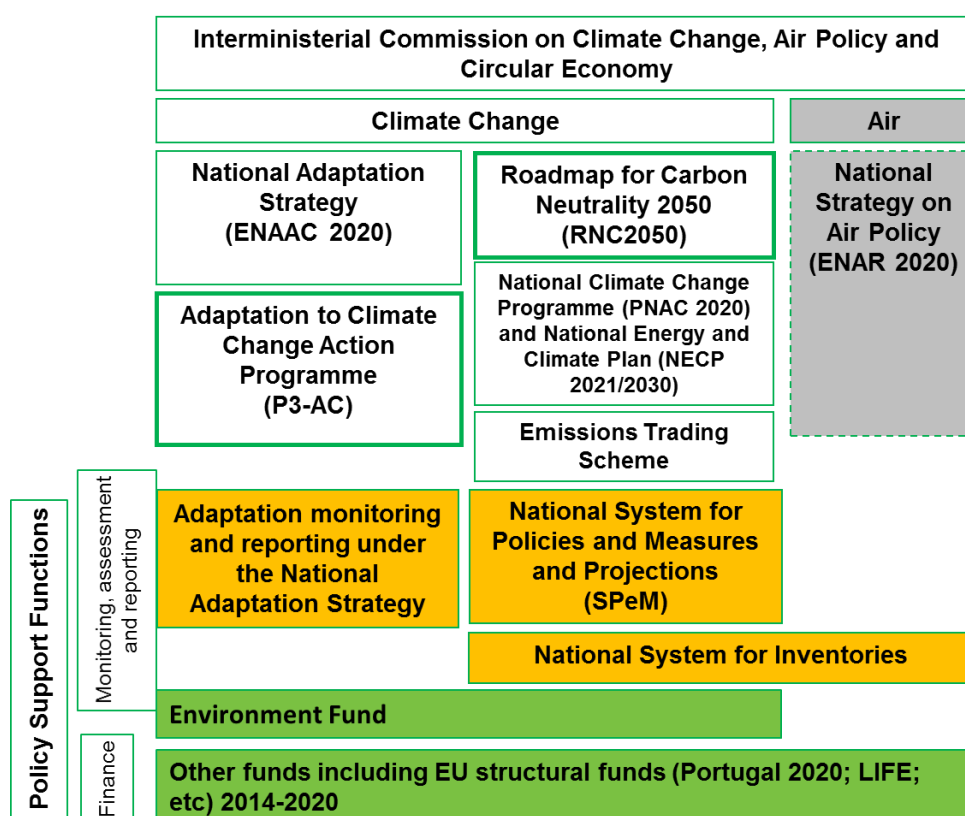 Interministerial Commission on Climate Change, Air Policy and
Circular Economy
Climate Change
Air
National Adaptation
Strategy
(ENAAC 2020)
Roadmap for Carbon
Neutrality 2050
(RNC2050)
National
Strategy on
Air Policy
(ENAR 2020)
National Climate Change
Programme (PNAC 2020)
and National Energy and
Climate Plan (NECP
2021/2030)
Adaptation to Climate
Change Action
Programme
(P3-AC)
Emissions Trading
Scheme
Policy Support Functions
Monitoring, assessment
and reporting
Adaptation monitoring
and reporting under
the National
Adaptation Strategy
National System for
Policies and Measures
and Projections
(SPeM)
National System for Inventories
Environment Fund
Finance
Other funds including EU structural funds (Portugal 2020; LIFE;
etc) 2014-2020